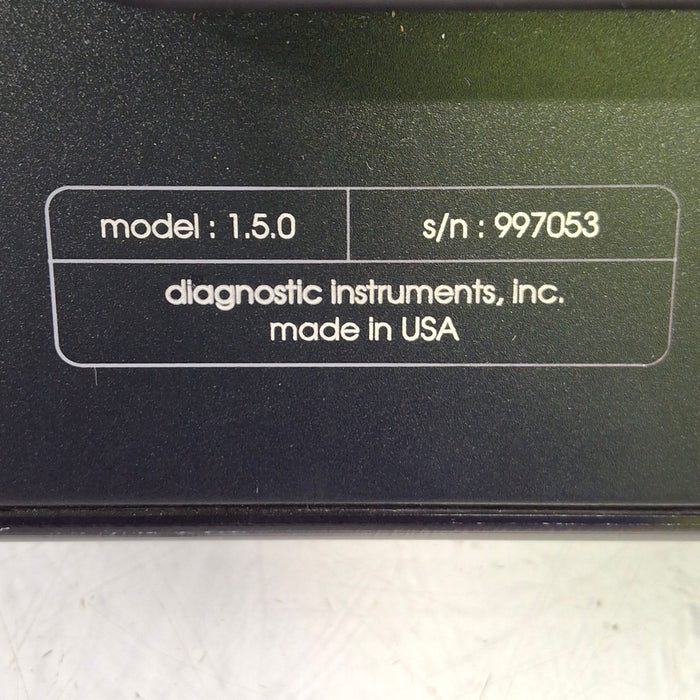 model : 1.5.0
s/n : 997053
diagnostic instruments, inc.
made in USA